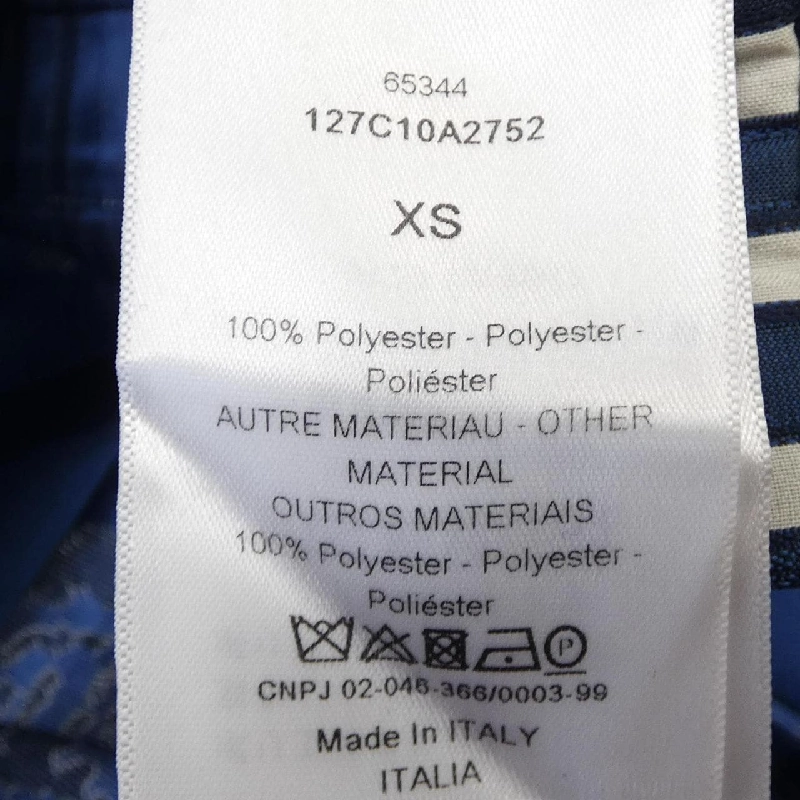 65344
127C10A2752
XS
100% Polyester - Polyester -
Poliéster
AUTRE MATERIAU - OTHER
MATERIAL
OUTROS MATERIAIS
100% Polyester - Polyester -
Poliéster
P
CNPJ 02-046-366/0003-99
Made In ITALY
ITALIA